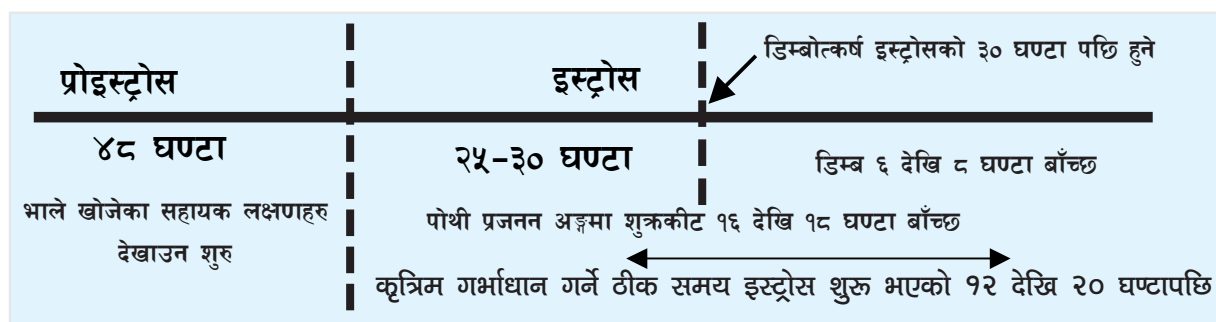 डिम्बोत्कर्ष इस्ट्रोसको ३० घण्टा पछि हुने
प्रोइस्ट्रोस
इस्ट्रोस
४८ घण्टा
२५-३० घण्टा
डिम्ब ६ देखि ८ घण्टा बाँच्छ
भाले खोजेका सहायक लक्षणहरु
देखाउन शुरु
पोथी प्रजनन अङ्गमा शुक्रकीट १६ देखि १८ घण्टा बाँच्छ
कृत्रिम गर्भाधान गर्ने ठीक समय इस्ट्रोस शुरू भएको १२ देखि २० घण्टापछि